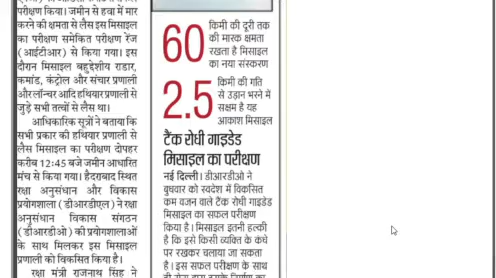 परीक्षण किया। जमीन से हवा में मार
करने की क्षमता से लैस इस मिसाइल
का परीक्षण समेकित परीक्षण रेंज
(आईटीआर) से किया गया। इस
दौरान मिसाइल बहुद्देशीय राडार,
कमांड, कंट्रोल और संचार प्रणाली
और लॉन्चर आदि हथियार प्रणाली से
जुड़े सभी तत्वों से लैस था।
आधिकारिक सूत्रों ने बताया कि
सभी प्रकार की हथियार प्रणाली से
लैस मिसाइल का परीक्षण दोपहर
करीब 12:45 बजे जमीन आधारित
मंच से किया गया। हैदराबाद स्थित
रक्षा अनुसंधान और विकास
प्रयोगशाला (डीआरडीएल) ने रक्षा
अनुसंधान विकास संगठन
(डीआरडीओ) की प्रयोगशालाओं
के साथ मिलकर इस मिसाइल
प्रणाली को विकसित किया है।
रक्षा मंत्री राजनाथ सिंह ने
60
किमी की दूरी तक
की मारक क्षमता
रखता है मिसाइल
का नया संस्करण
2.5
किमी की गति
से उड़ान भरने में
सक्षम है यह
आकाश मिसाइल
टैंक रोधी गाइडेड
मिसाइल का परीक्षण
नई दिल्ली। डीआरडीओ ने
बुधवार को स्वदेश में विकसित
कम वजन वाले टैंक रोधी गाइडेड
मिसाइल का सफल परीक्षण
किया है। मिसाइल इतनी हल्की
है कि इसे किसी व्यक्ति के कंधे
पर रखकर चलाया जा सकता
है। इस सफल परीक्षण के साथ